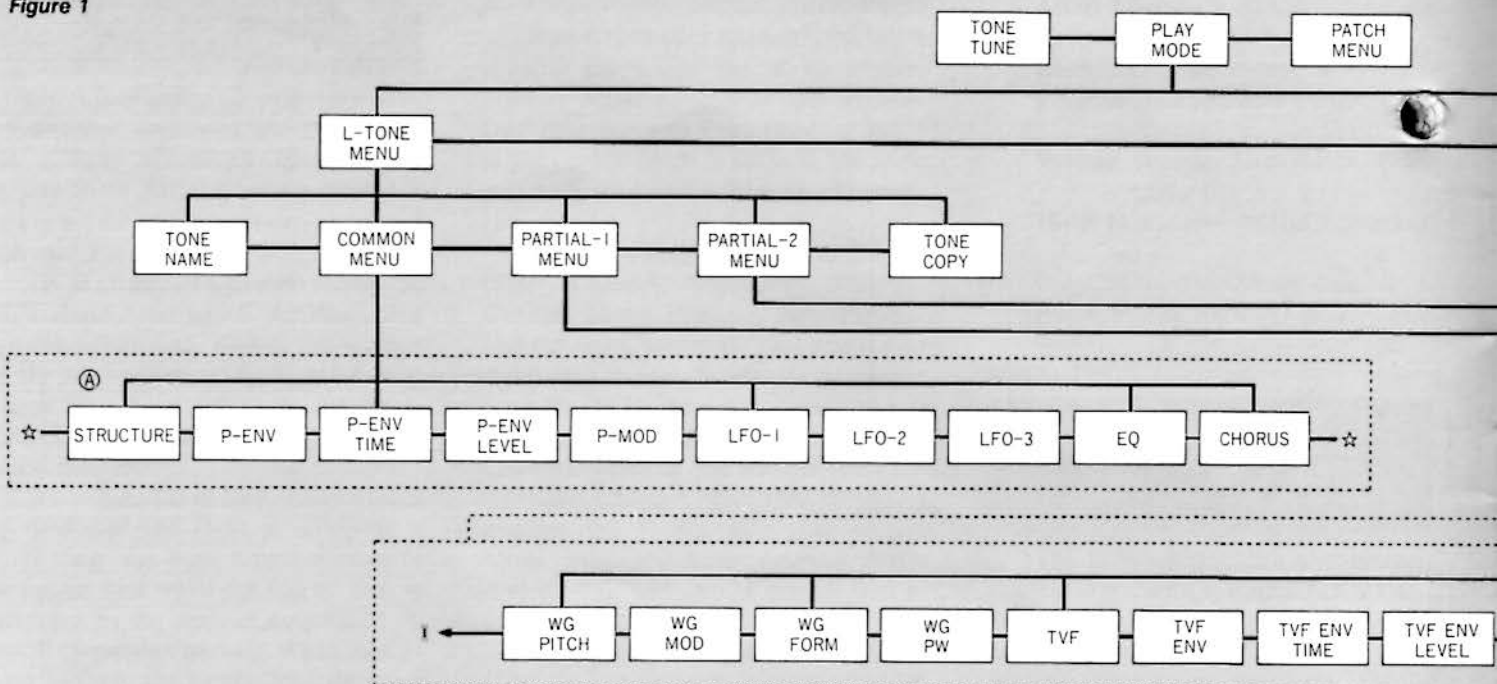 Figure 1
TONE
TUNE
PLAY
MODE
PATCH
MENU
L-TONE
MENU
TONE
NAME
COMMON
MENU
PARTIAL-1
MENU
PARTIAL-2
MENU
TONE
COPY
Ⓐ
☆ STRUCTURE
P-ENV
P-ENV
TIME
P-ENV
LEVEL
P-MOD
LFO-1
LFO-2
LFO-3
EQ
CHORUS ☆
WG
PITCH
WG
MOD
WG
FORM
WG
PW
TVF
TVF
ENV
TVF ENV
TIME
TVF ENV
LEVEL